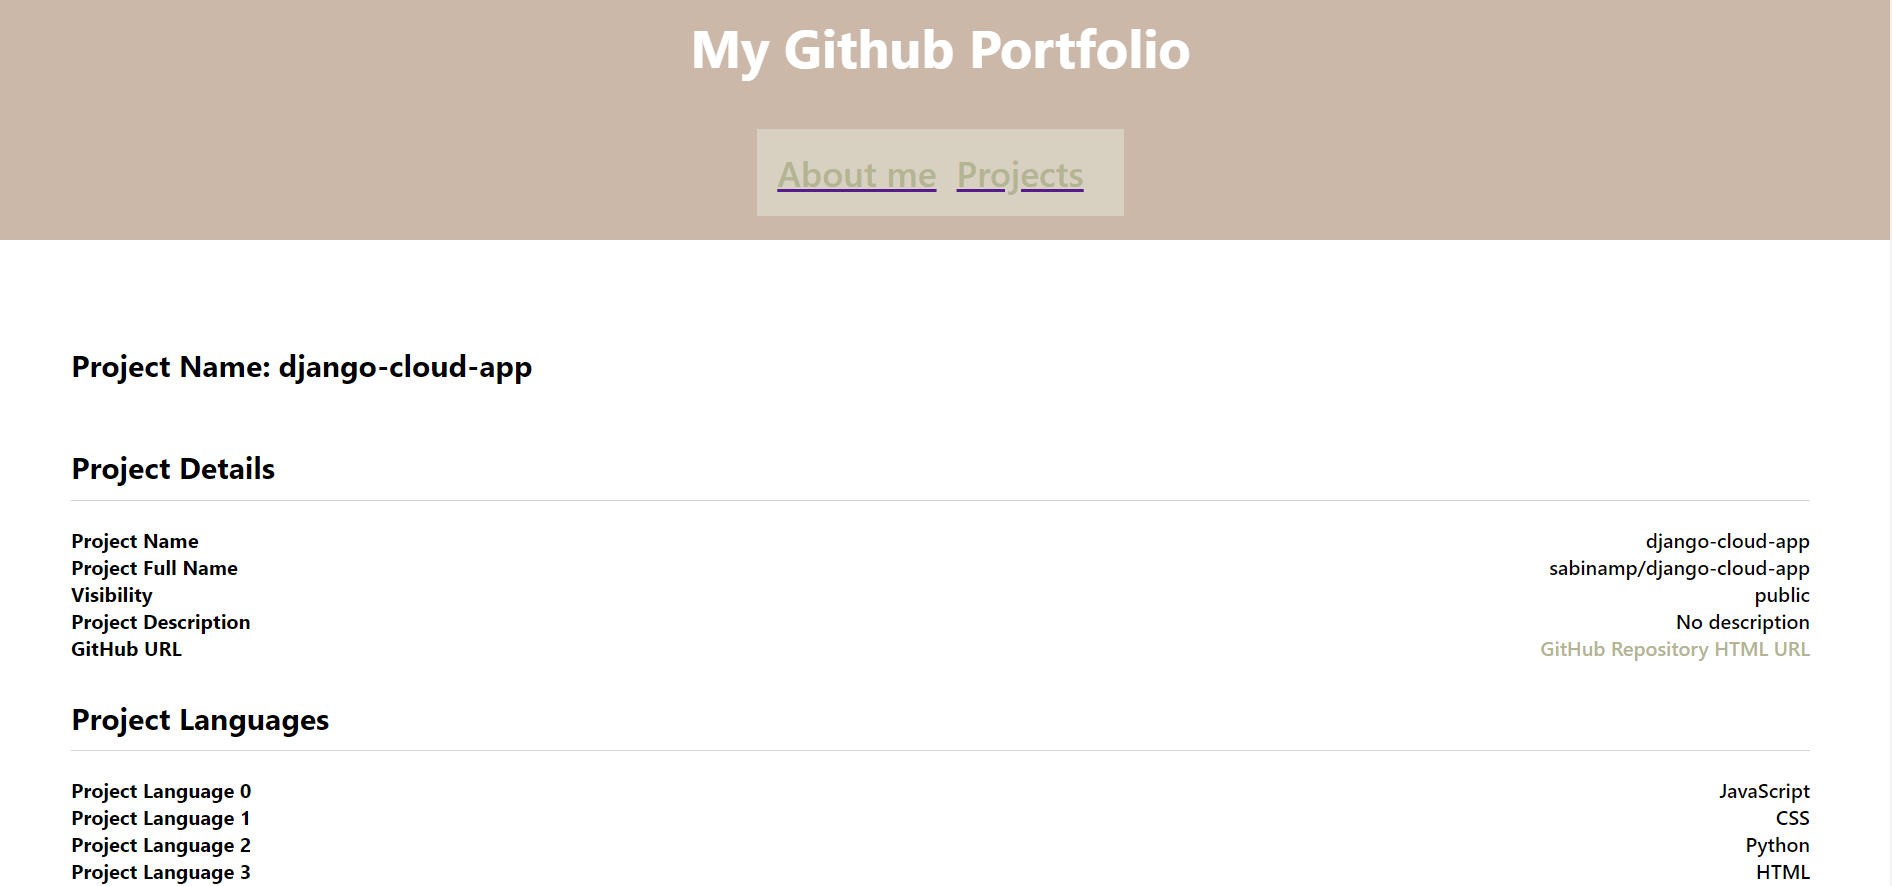 My Github Portfolio
About me Projects
Project Name: django-cloud-app
Project Details
Project Name django-cloud-app
Project Full Name sabinamp/django-cloud-app
Visibility public
Project Description No description
GitHub URL GitHub Repository HTML URL
Project Languages
Project Language 0 JavaScript
Project Language 1 CSS
Project Language 2 Python
Project Language 3 HTML